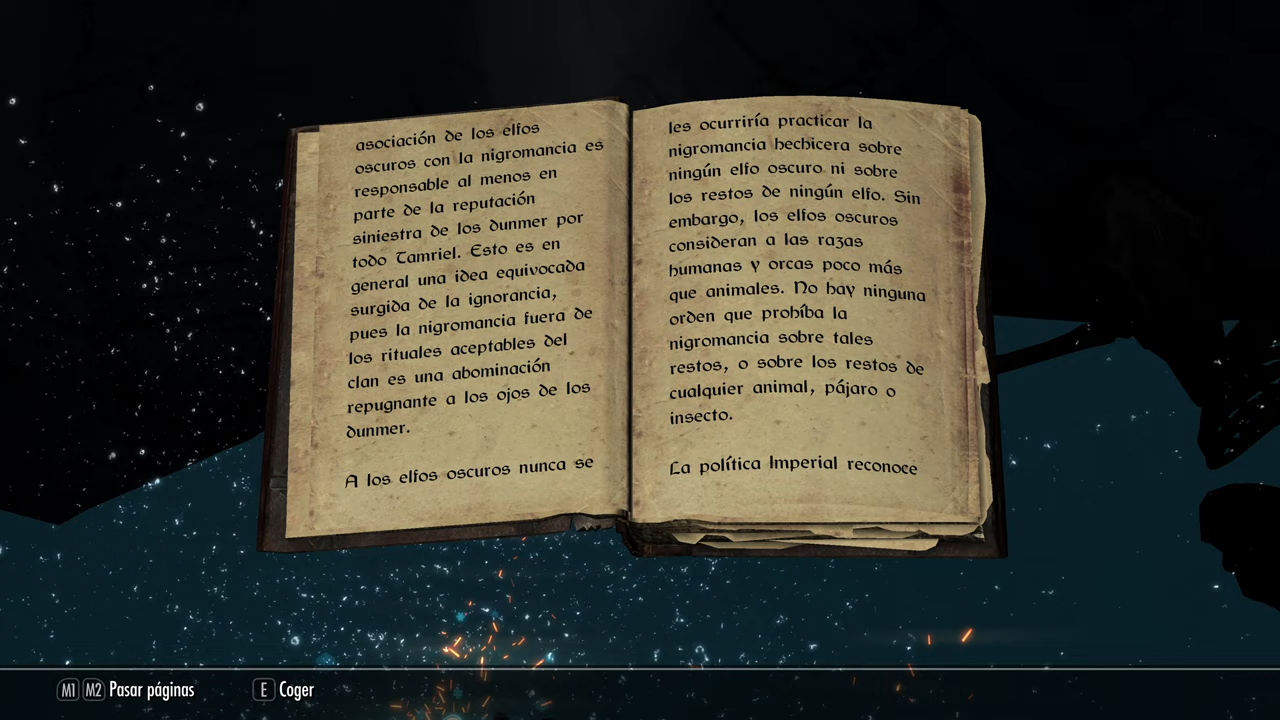 asociación de los elfos
oscuros con la nigromancia es
responsable al menos en
parte de la reputación
siniestra de los dunmer por
todo Tamriel. Esto es en
general una idea equivocada
surgida de la ignorancia,
pues la nigromancia fuera de
los rituales aceptables del
clan es una abominación
repugnante a los ojos de los
dunmer.
A los elfos oscuros nunca se
les ocurriría practicar la
nigromancia hechicera sobre
ningún elfo oscuro ni sobre
los restos de ningún elfo. Sin
embargo, los elfos oscuros
consideran a las razas
humanas y orcas poco más
que animales. No hay ninguna
orden que prohíba la
nigromancia sobre tales
restos, o sobre los restos de
cualquier animal, pájaro o
insecto.
La política Imperial reconoce
M1 M2 Pasar páginas
E Coger